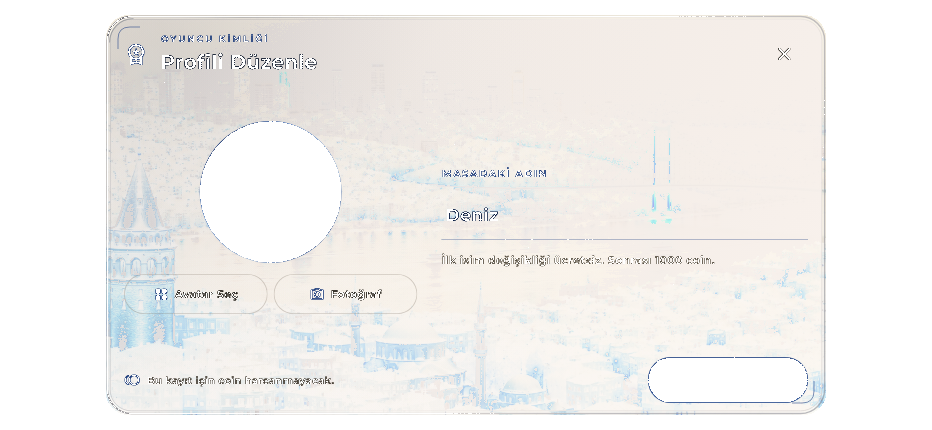 OYUNCU KİMLİĞİ
Profili Düzenle
MASADAKİ ADIN
Deniz
İlk isim değişikliği ücretsiz. Sonrası 1000 coin.
Avatar Seç
Fotoğraf
Bu kayıt için coin harcanmayacak.